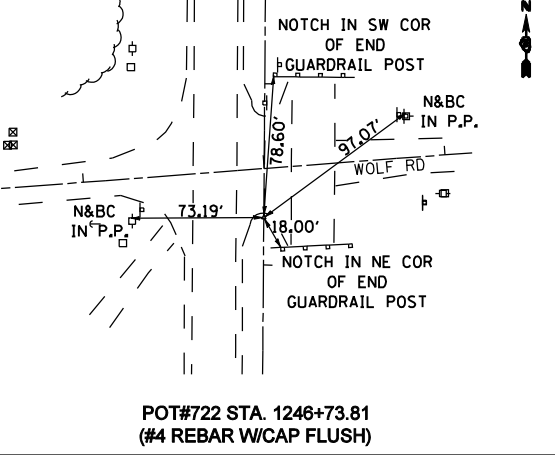 NOTCH IN SW COR
OF END
GUARDRAIL POST
N
N&BC
IN P.P.
78.60'
97.07'
WOLF RD
N&BC
IN P.P.
73.19'
18.00'
NOTCH IN NE COR
OF END
GUARDRAIL POST
POT#722 STA. 1246+73.81
(#4 REBAR W/CAP FLUSH)